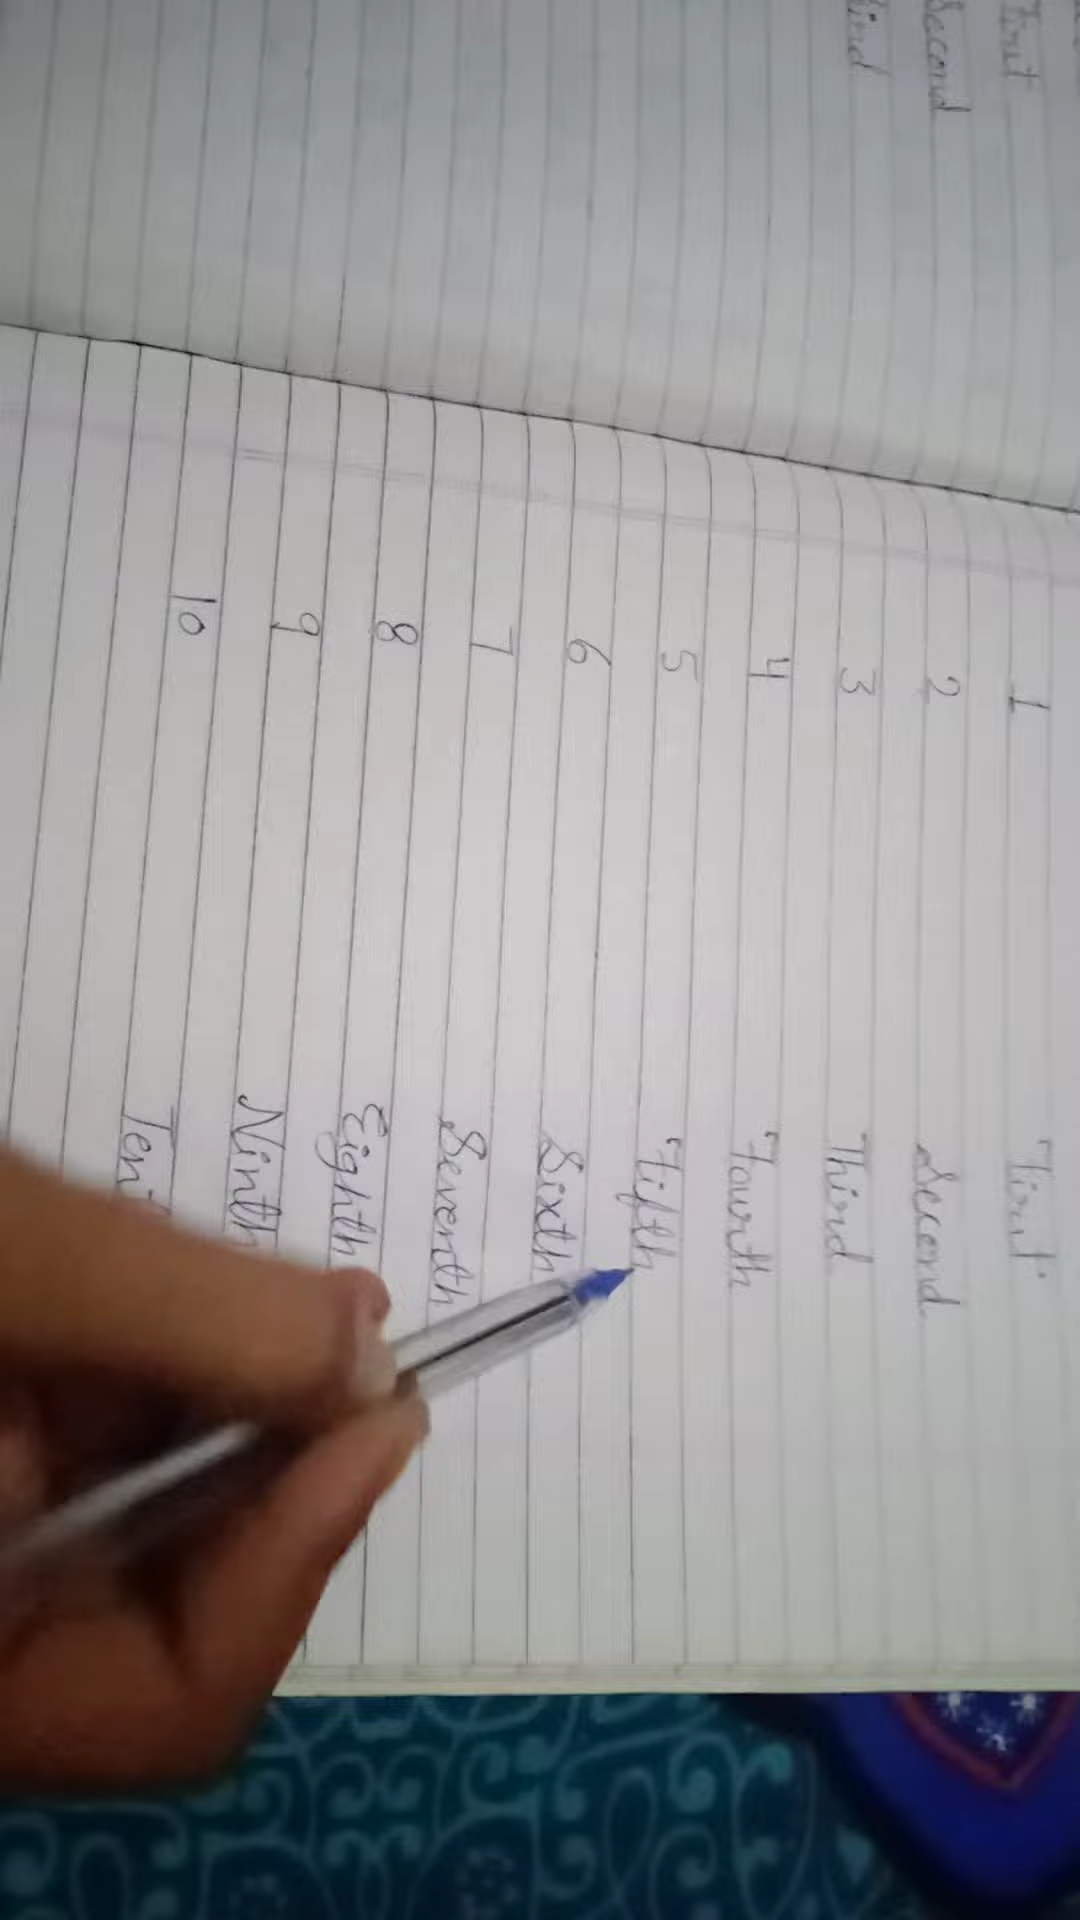 First
Second
1 First.
2 Second
3 Third
4 Fourth
5 Fifth
6 Sixth
7 Seventh
8 Eighth
9 Ninth
10